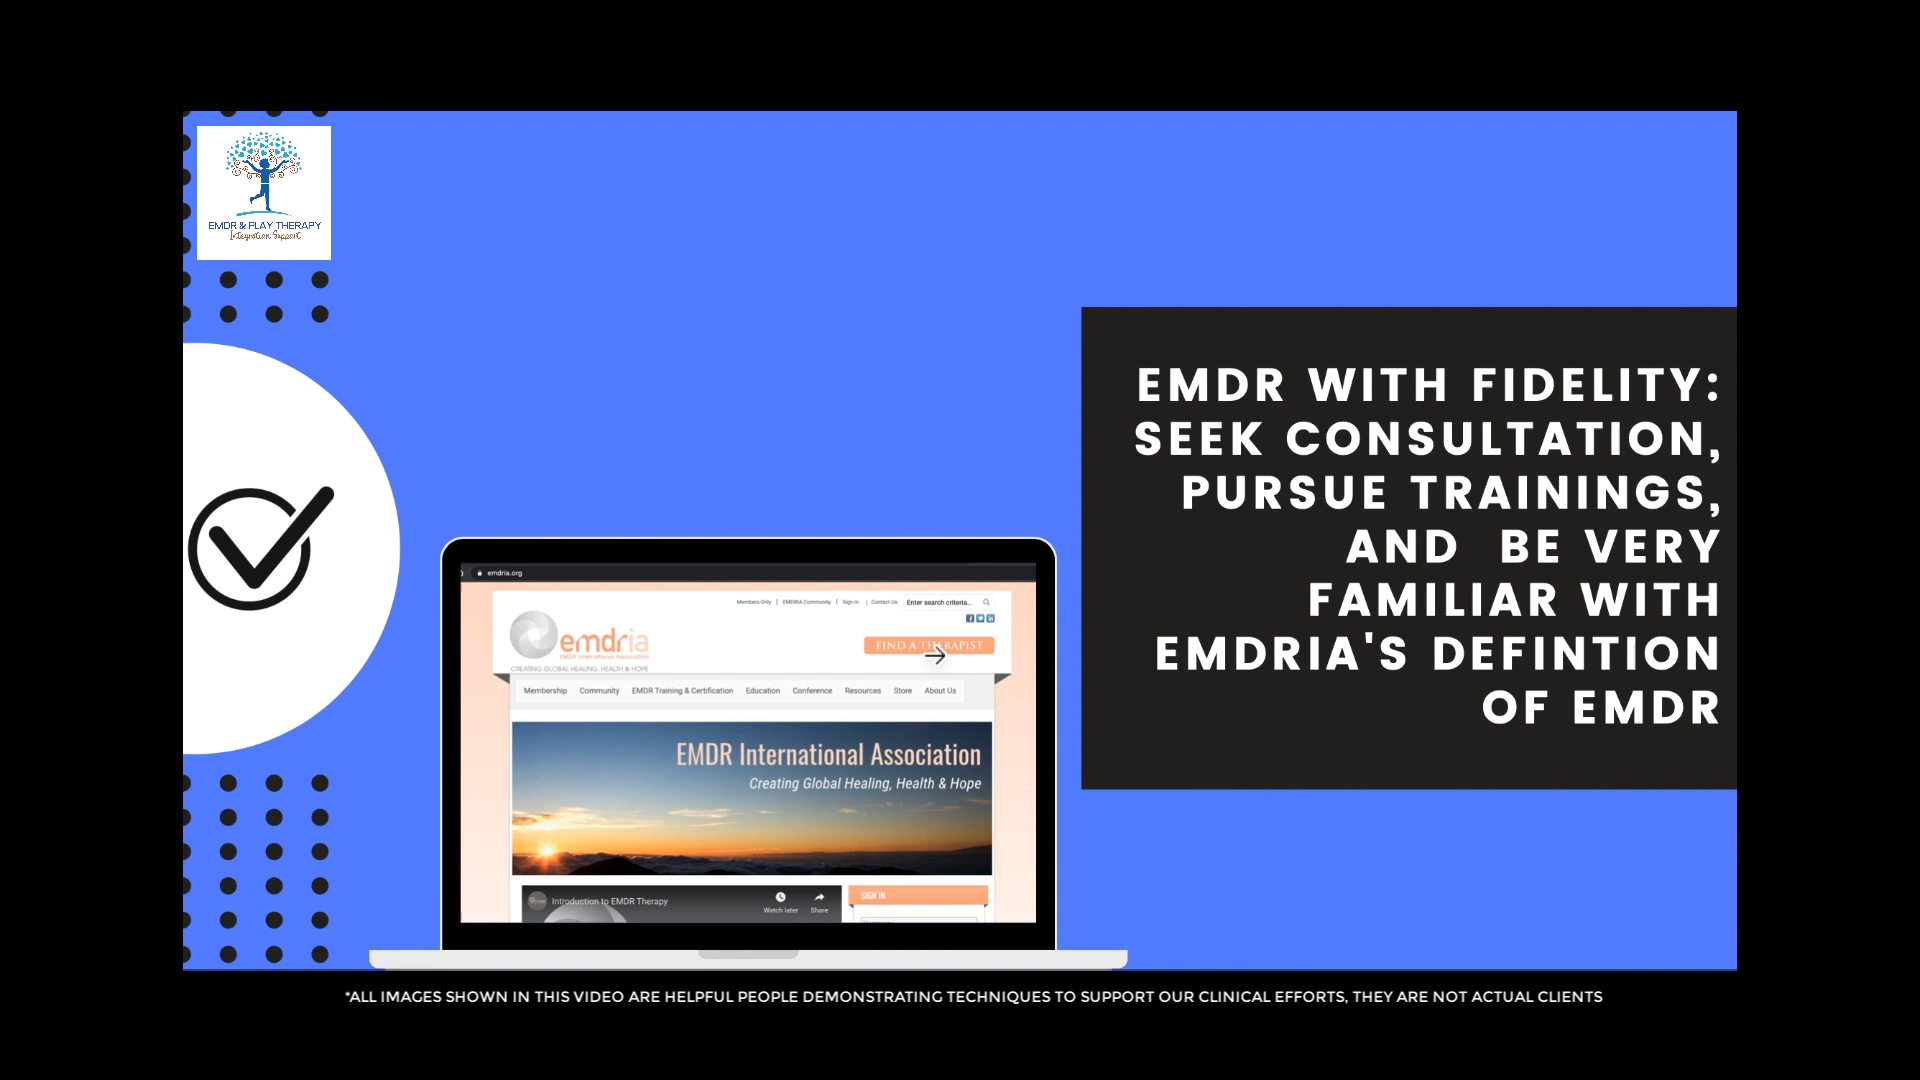 EMDR & PLAY THERAPY
Integration Support
EMDR WITH FIDELITY:
SEEK CONSULTATION,
PURSUE TRAININGS,
AND BE VERY
FAMILIAR WITH
EMDRIA'S DEFINTION
OF EMDR
emdria.org
Members Only | EMDRIA Community | Sign In | Contact Us
Enter search criteria...
emdria
EMDR International Association
CREATING GLOBAL HEALING, HEALTH & HOPE
FIND A THERAPIST
Membership Community EMDR Training & Certification Education Conference Resources Store About Us
EMDR International Association
Creating Global Healing, Health & Hope
Introduction to EMDR Therapy
Watch later Share
SIGN IN
*ALL IMAGES SHOWN IN THIS VIDEO ARE HELPFUL PEOPLE DEMONSTRATING TECHNIQUES TO SUPPORT OUR CLINICAL EFFORTS, THEY ARE NOT ACTUAL CLIENTS